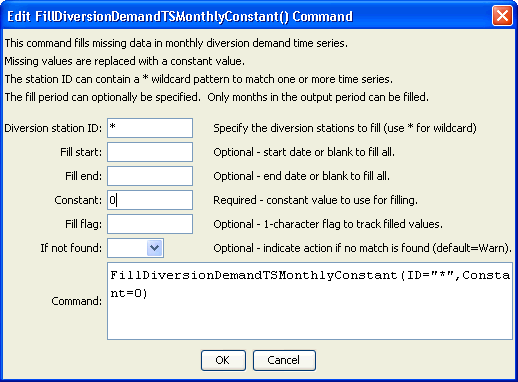 Edit FillDiversionDemandTSMonthlyConstant() Command
This command fills missing data in monthly diversion demand time series.
Missing values are replaced with a constant value.
The station ID can contain a * wildcard pattern to match one or more time series.
The fill period can optionally be specified.  Only months in the output period can be filled.
Diversion station ID: * Specify the diversion stations to fill (use * for wildcard)
Fill start: Optional - start date or blank to fill all.
Fill end: Optional - end date or blank to fill all.
Constant: 0 Required - constant value to use for filling.
Fill flag: Optional - 1-character flag to track filled values.
If not found: Optional - indicate action if no match is found (default=Warn).
FillDiversionDemandTSMonthlyConstant(ID="*",Consta
Command: nt=0)
OK Cancel